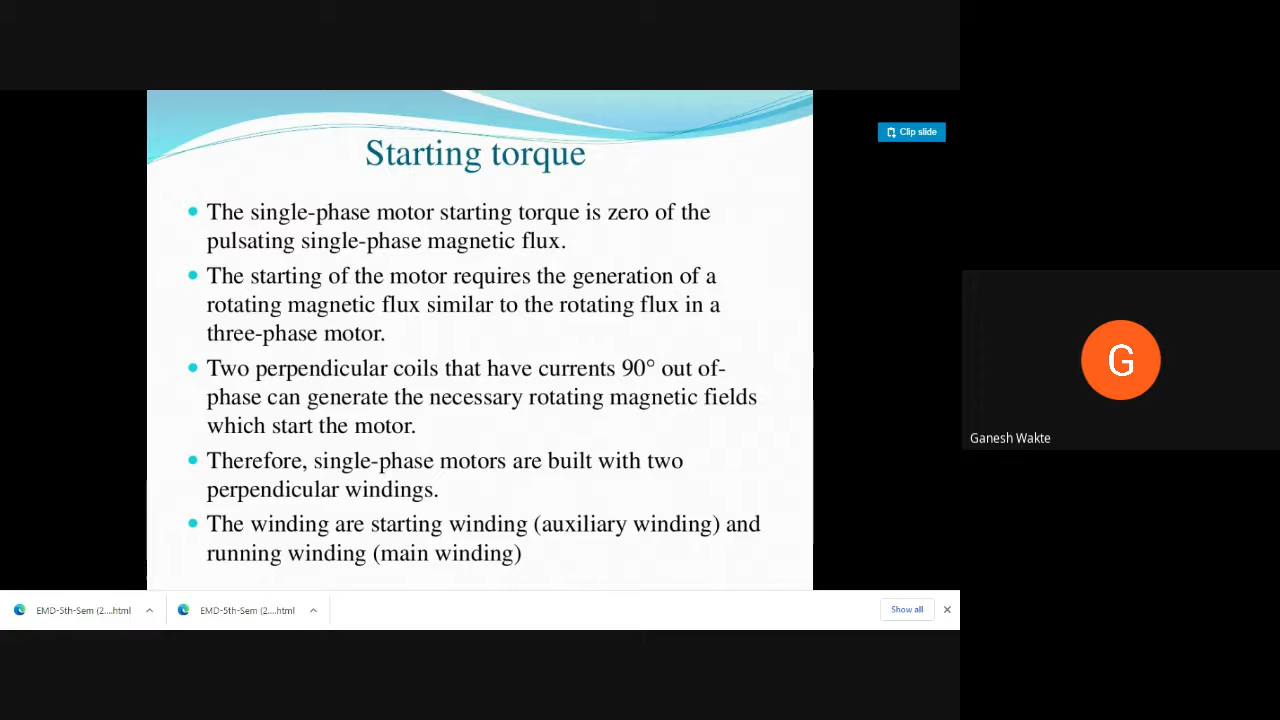 Clip slide
Starting torque
The single-phase motor starting torque is zero of the
pulsating single-phase magnetic flux.
The starting of the motor requires the generation of a
rotating magnetic flux similar to the rotating flux in a
three-phase motor.
Two perpendicular coils that have currents 90° out of-
phase can generate the necessary rotating magnetic fields
which start the motor.
Therefore, single-phase motors are built with two
perpendicular windings.
The winding are starting winding (auxiliary winding) and
running winding (main winding)
G
Ganesh Wakte
EMD-5th-Sem (2....html
EMD-5th-Sem (2....html
Show all